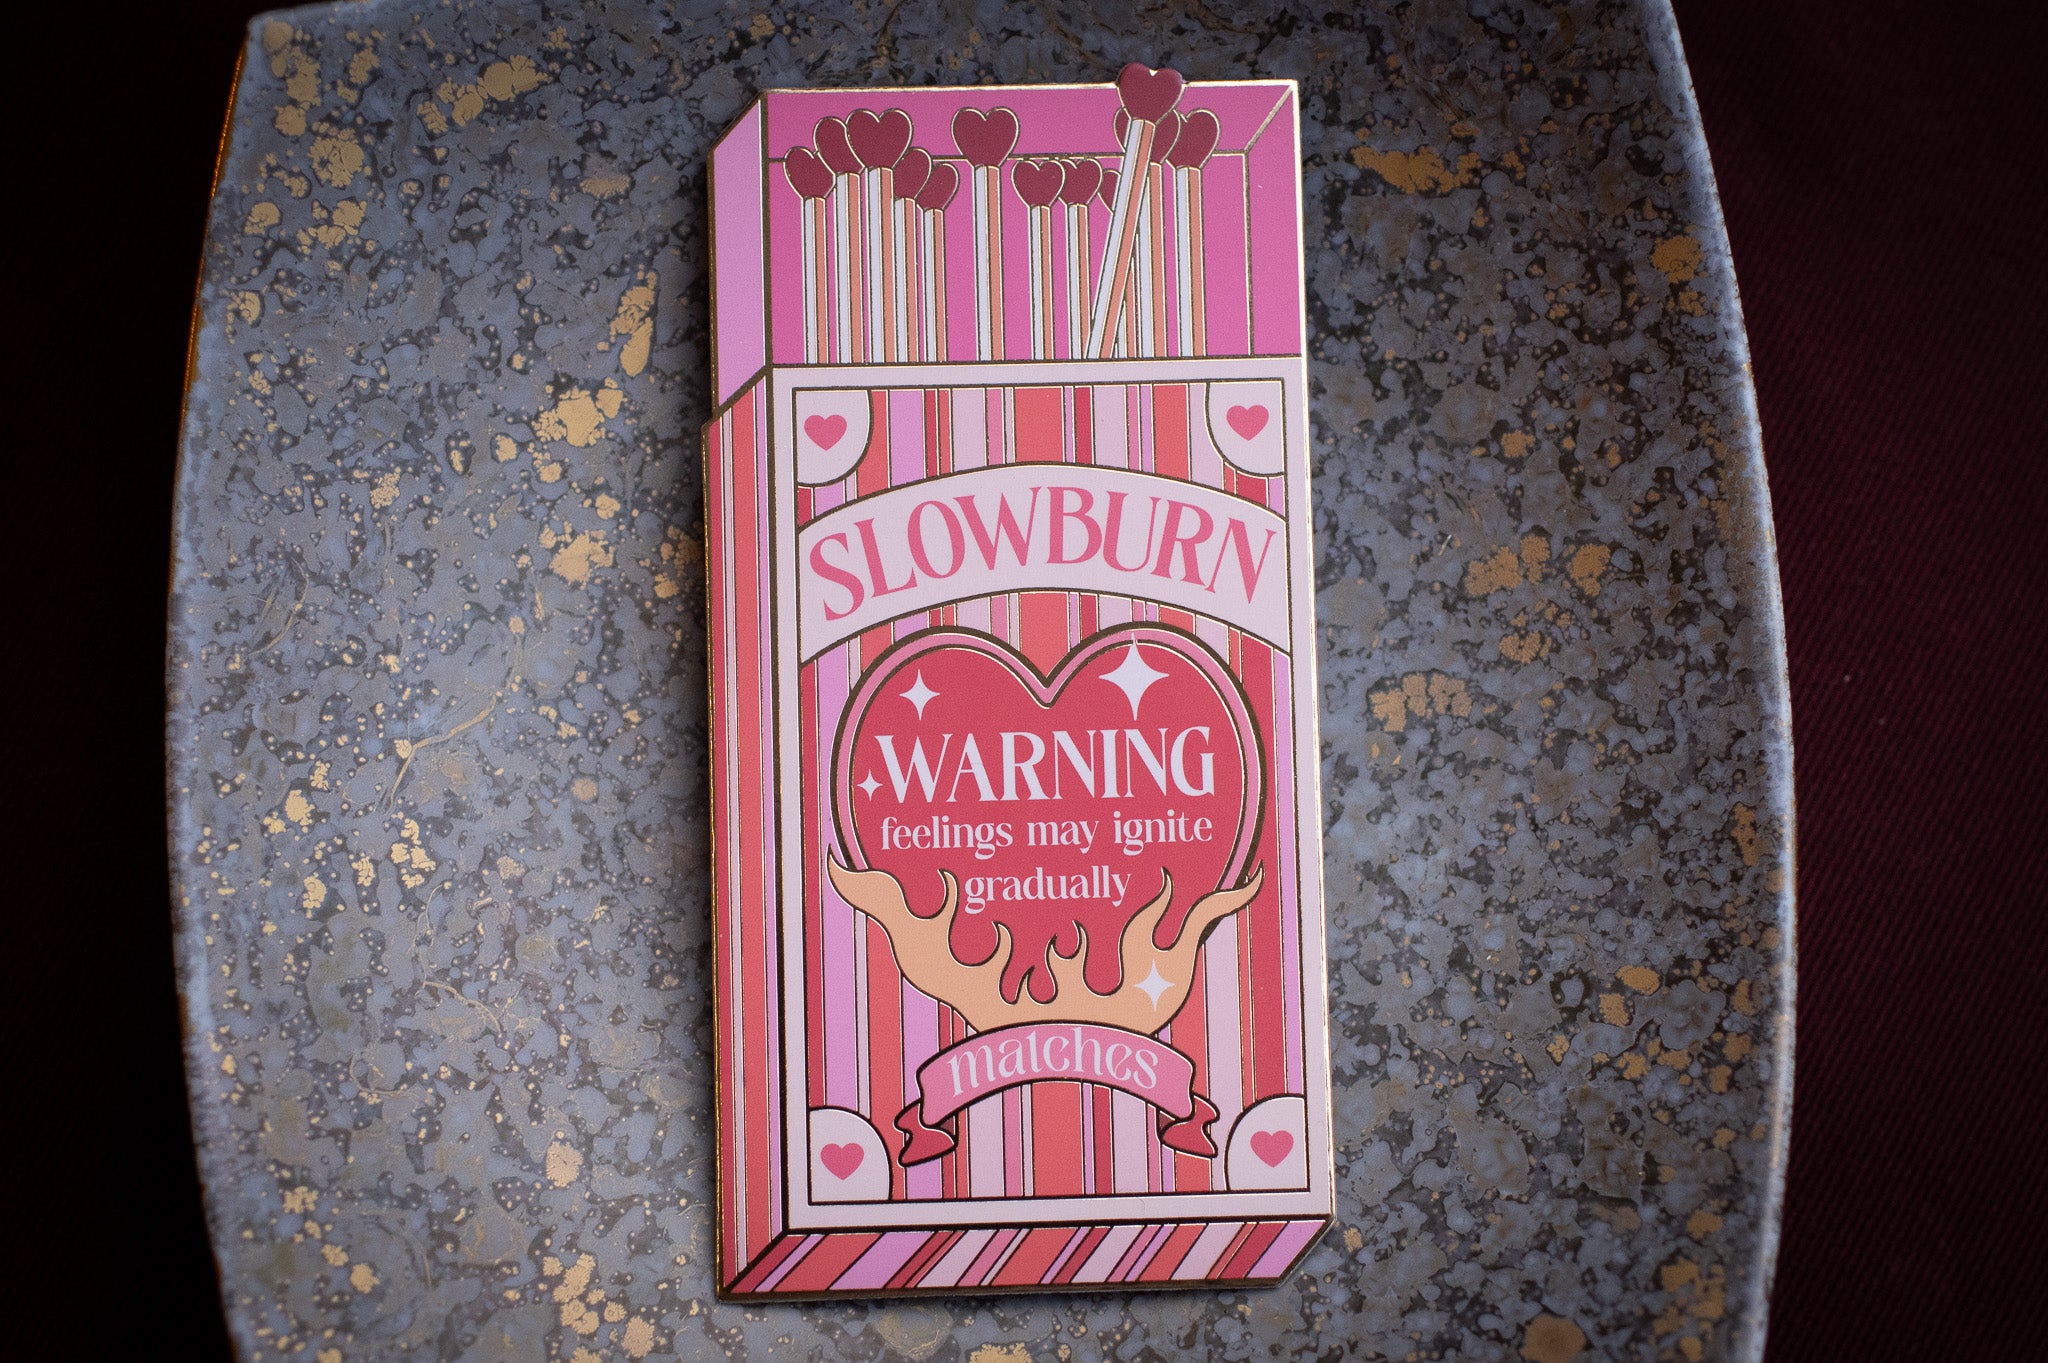 SLOWBURN
WARNING
feelings may ignite
gradually
matches